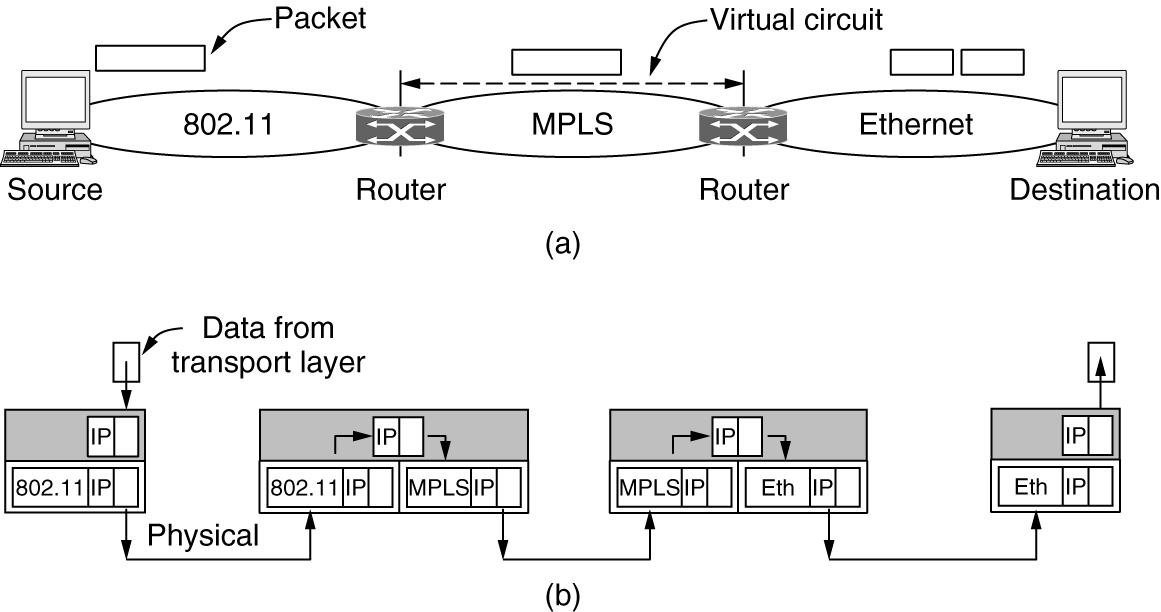 Packet
Virtual circuit
802.11
MPLS
Ethernet
Source
Router
Router
Destination
(a)
Data from
transport layer
IP
IP
IP
IP
802.11 IP
802.11 IP
MPLS IP
MPLS IP
Eth IP
Eth IP
Physical
(b)